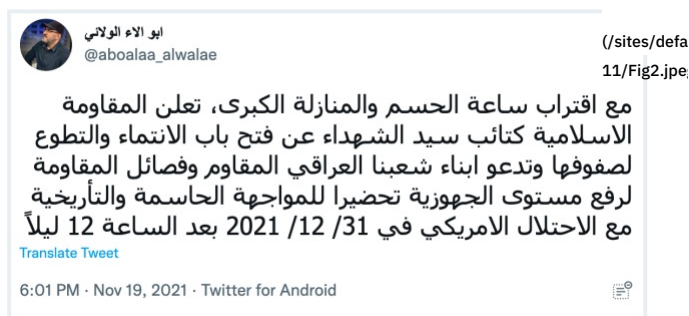 ابو الاء الولائي
@aboalaa_alwalae
(/sites/defa
11/Fig2.jpeg
مع اقتراب ساعة الحسم والمنازلة الكبرى، تعلن المقاومة
الاسلامية كتائب سيد الشهداء عن فتح باب الانتماء والتطوع
لصفوفها وتدعو ابناء شعبنا العراقي المقاوم وفصائل المقاومة
لرفع مستوى الجهوزية تحضيرا للمواجهة الحاسمة والتأريخية
مع الاحتلال الامريكي في 31/ 12/ 2021 بعد الساعة 12 ليلاً
Translate Tweet
6:01 PM · Nov 19, 2021 · Twitter for Android